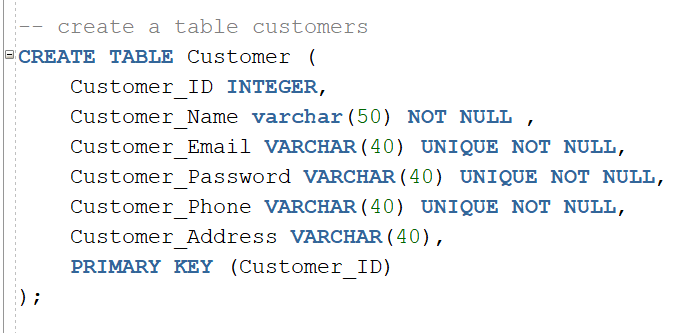 -- create a table customers
CREATE TABLE Customer (
    Customer_ID INTEGER,
    Customer_Name varchar(50) NOT NULL ,
    Customer_Email VARCHAR(40) UNIQUE NOT NULL,
    Customer_Password VARCHAR(40) UNIQUE NOT NULL,
    Customer_Phone VARCHAR(40) UNIQUE NOT NULL,
    Customer_Address VARCHAR(40),
    PRIMARY KEY (Customer_ID)
);